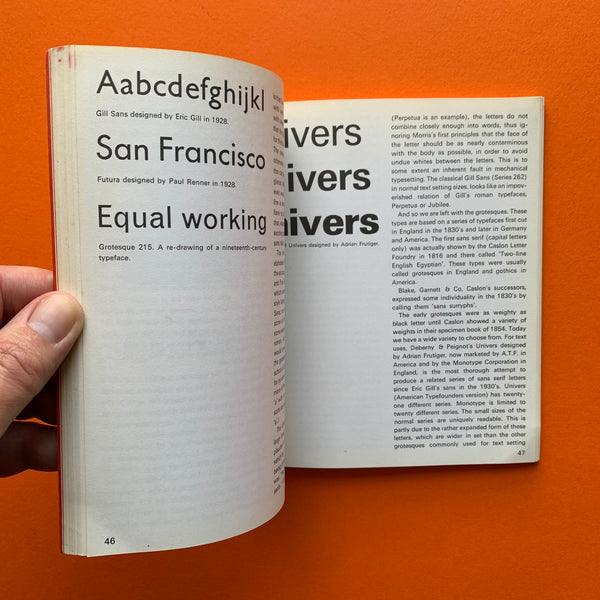 Aabcdefghijkl
Gill Sans designed by Eric Gill in 1928.
San Francisco
Futura designed by Paul Renner in 1928.
Equal working
Grotesque 215. A re-drawing of a nineteenth-century
typeface.
46
nivers
nivers
nivers
Univers designed by Adrian Frutiger.
(Perpetua is an example), the letters do not
combine closely enough into words, thus ig-
noring Morris's first principles that the face of
the letter should be as nearly conterminous
with the body as possible, in order to avoid
undue whites between the letters. This is to
some extent an inherent fault in mechanical
typesetting. The classical Gill Sans (Series 262)
in normal text setting sizes, looks like an impov-
erished relation of Gill's roman typefaces,
Perpetua or Jubilee.
And so we are left with the grotesques. These
types are based on a series of typefaces first cut
in England in the 1830's and later in Germany
and America. The first sans serif (capital letters
only) was actually shown by the Caslon Letter
Foundry in 1816 and there called 'Two-line
English Egyptian'. These types were usually
called grotesques in England and gothics in
America.
Blake, Garnett & Co, Caslon's successors,
expressed some individuality in the 1830's by
calling them 'sans surryphs'.
The early grotesques were as weighty as
black letter until Caslon showed a variety of
weights in their specimen book of 1854. Today
we have a wide variety to choose from. For text
uses, Deberny & Peignot's Univers designed
by Adrian Frutiger, now marketed by A.T.F. in
America and by the Monotype Corporation in
England, is the most thorough attempt to
produce a related series of sans serif letters
since Eric Gill's sans in the 1930's. Univers
(American Typefounders version) has twenty-
one different series. Monotype is limited to
twenty different series. The small sizes of the
normal series are uniquely readable. This is
partly due to the rather expanded form of these
letters, which are wider in set than the other
grotesques commonly used for text setting
47